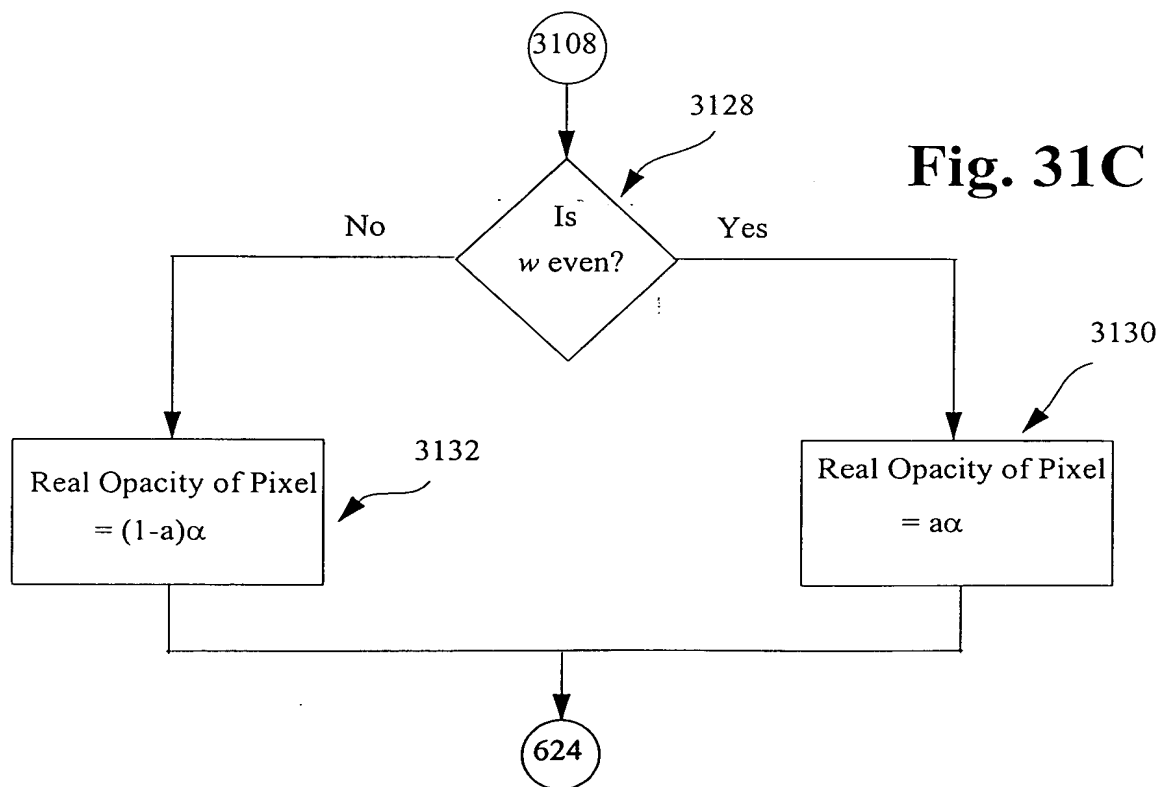 3108
3128
Fig. 31C
Is
w even?
No
Yes
3130
Real Opacity of Pixel
= (1-a)α
3132
Real Opacity of Pixel
= aα
624